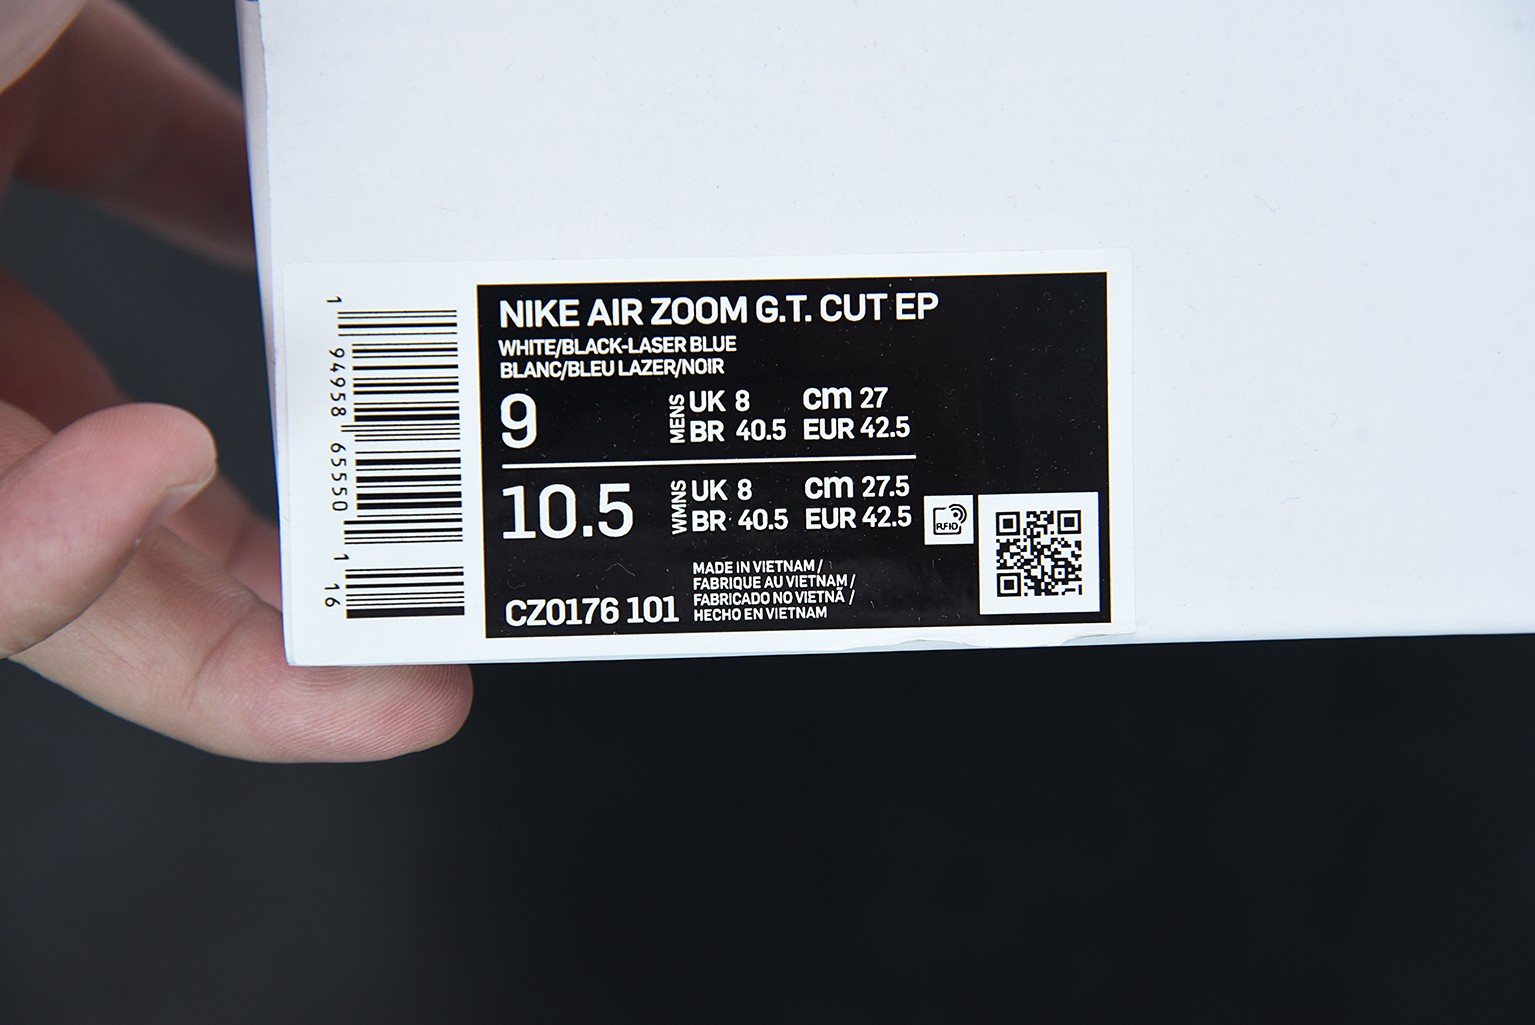 1 94958 65550 1 16
NIKE AIR ZOOM G.T. CUT EP
WHITE/BLACK-LASER BLUE
BLANC/BLEU LAZER/NOIR
9 MENS UK 8 cm 27
BR 40.5 EUR 42.5
10.5 WMNS UK 8 cm 27.5
BR 40.5 EUR 42.5
RFID
CZ0176 101
MADE IN VIETNAM /
FABRIQUE AU VIETNAM /
FABRICADO NO VIETNÃ /
HECHO EN VIETNAM